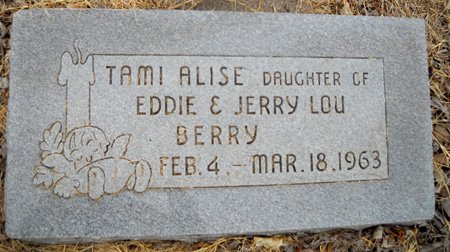 TAMI ALISE DAUGHTER OF
EDDIE & JERRY LOU
BERRY
FEB. 4. - MAR. 18, 1963